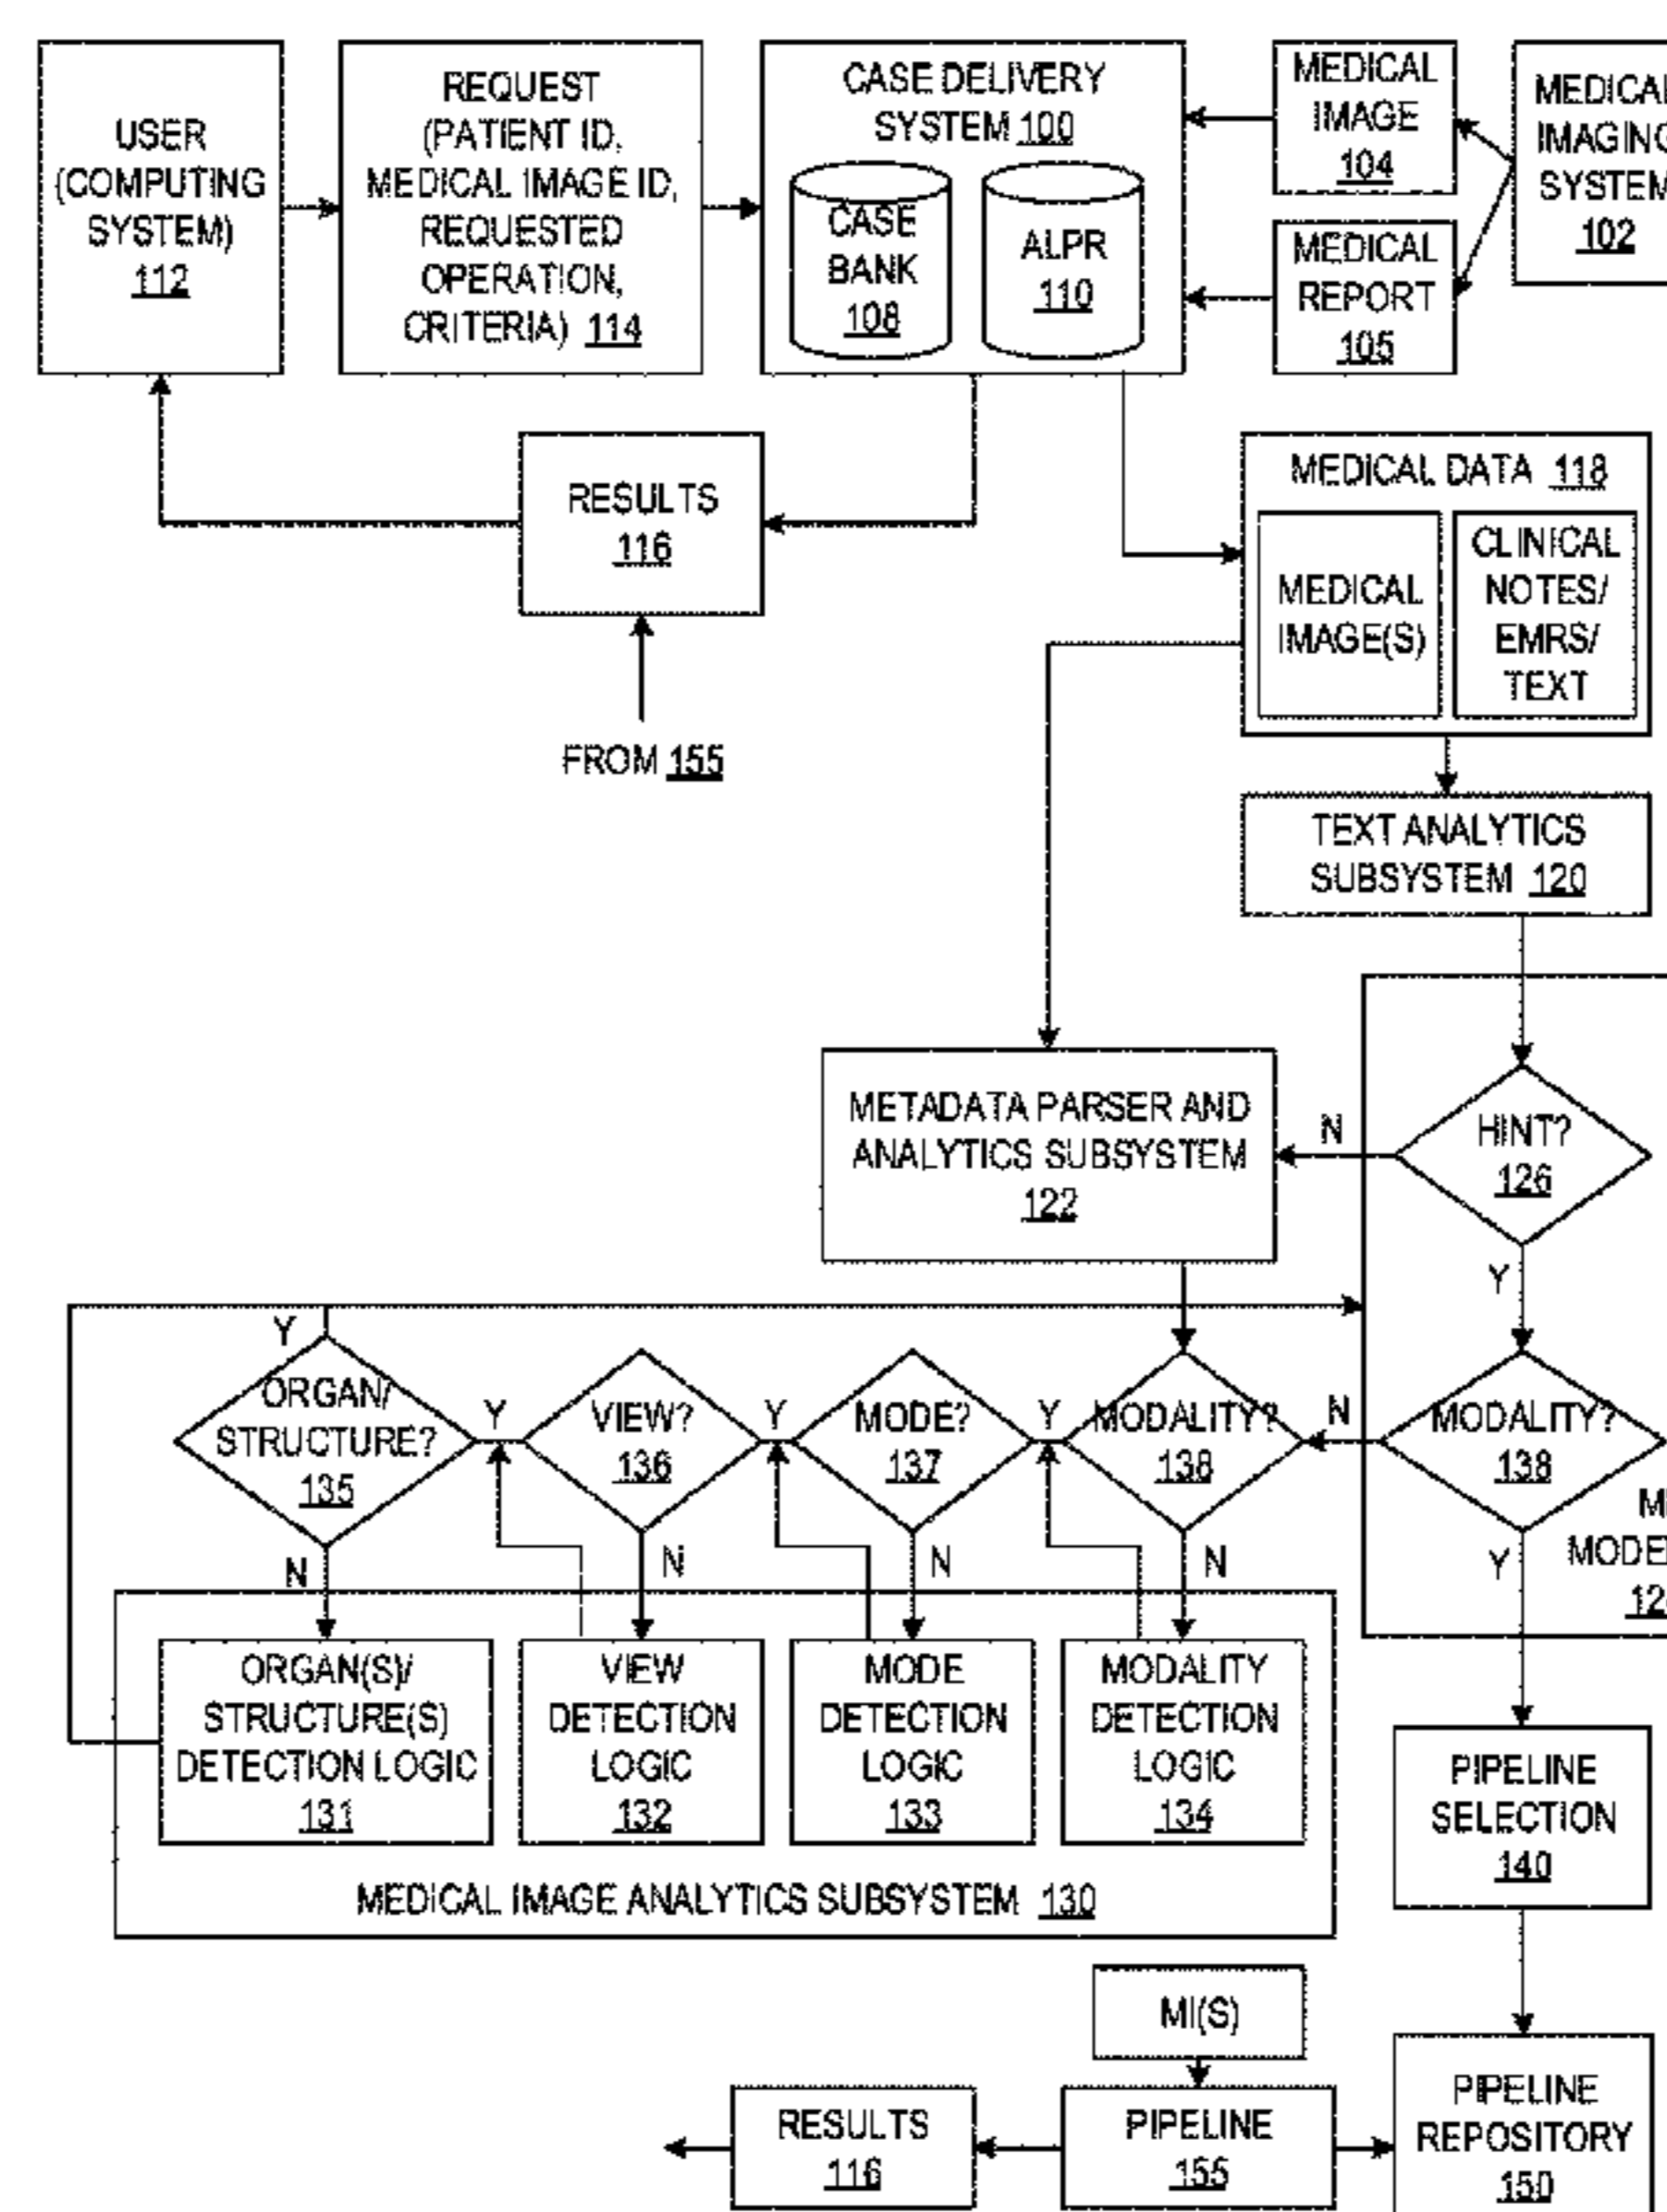 USER
(COMPUTING
SYSTEM)
112
REQUEST
(PATIENT ID,
MEDICAL IMAGE ID,
REQUESTED
OPERATION,
CRITERIA) 114
CASE DELIVERY
SYSTEM 100
CASE
BANK
108
ALPR
110
MEDICAL
IMAGE
104
MEDICAL
REPORT
105
MEDICAL
IMAGING
SYSTEM
102
RESULTS
116
FROM 155
MEDICAL DATA 118
MEDICAL
IMAGE(S)
CLINICAL
NOTES/
EMRS/
TEXT
TEXT ANALYTICS
SUBSYSTEM 120
METADATA PARSER AND
ANALYTICS SUBSYSTEM
122
N
HINT?
126
Y
Y
ORGAN/
STRUCTURE?
135
Y
VIEW?
136
Y
MODE?
137
Y
MODALITY?
138
N
MODALITY?
138
N
N
N
N
Y
ORGAN(S)/
STRUCTURE(S)
DETECTION LOGIC
131
VIEW
DETECTION
LOGIC
132
MODE
DETECTION
LOGIC
133
MODALITY
DETECTION
LOGIC
134
MEDICAL IMAGE ANALYTICS SUBSYSTEM 130
PIPELINE
SELECTION
140
MI(S)
RESULTS
116
PIPELINE
155
PIPELINE
REPOSITORY
150